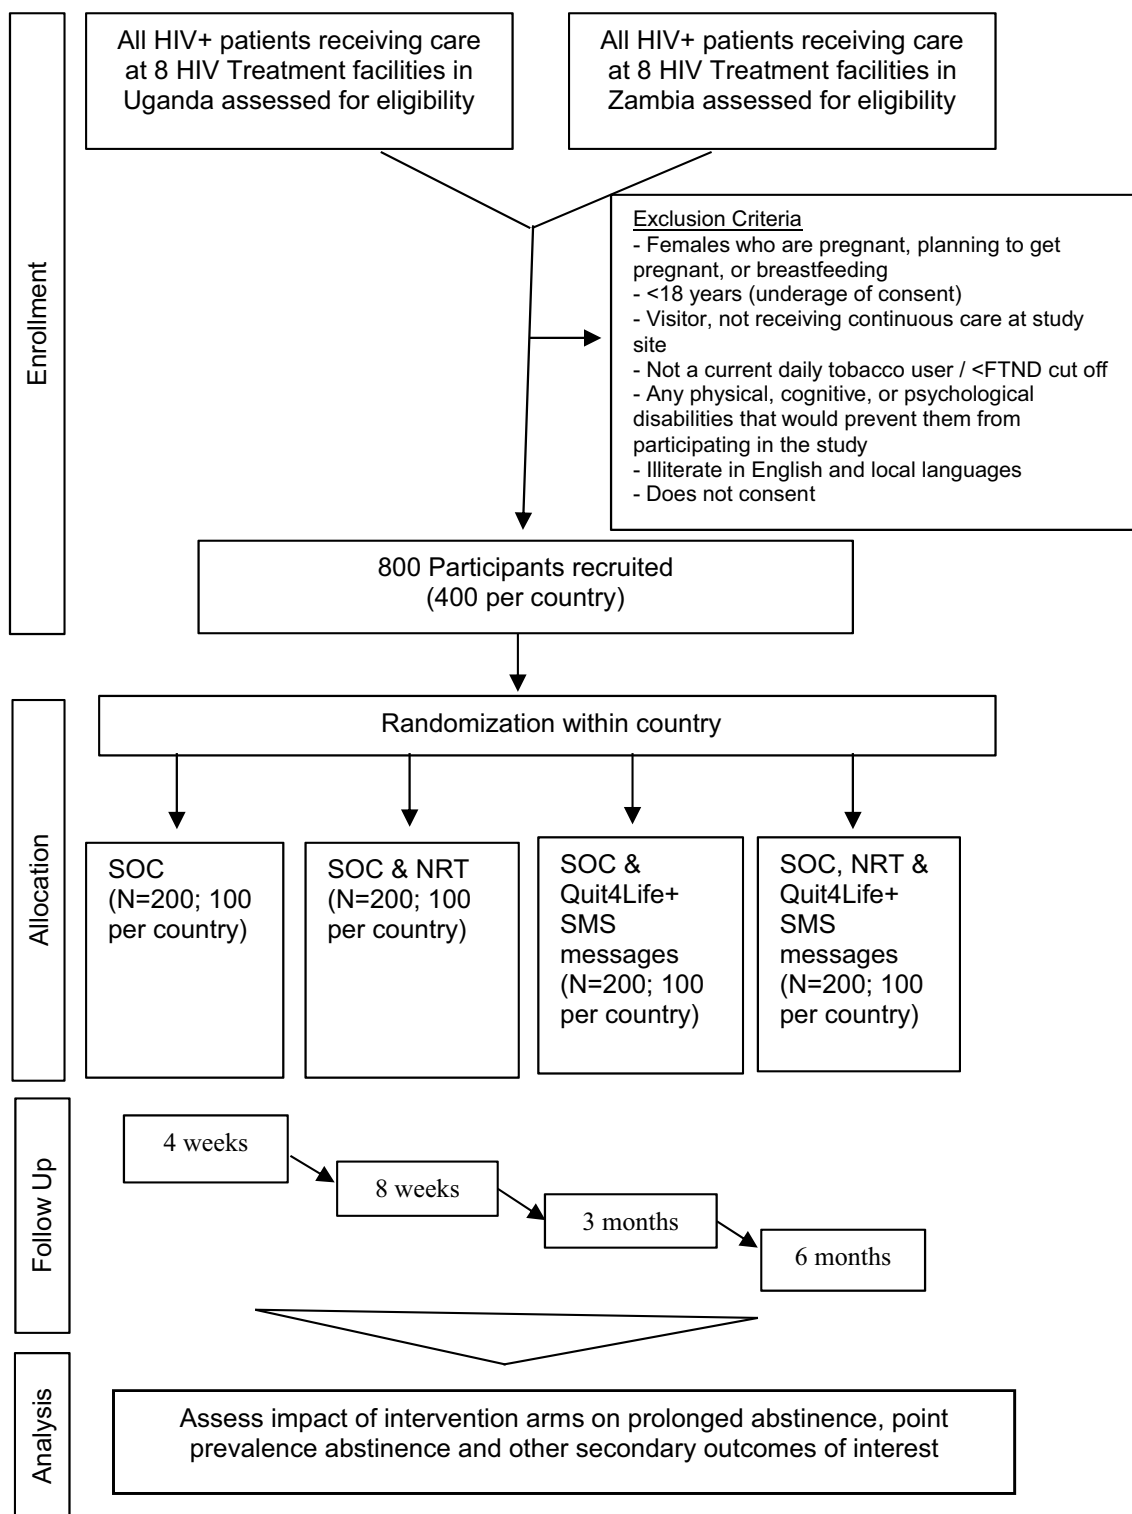 All HIV+ patients receiving care
at 8 HIV Treatment facilities in
Uganda assessed for eligibility
All HIV+ patients receiving care
at 8 HIV Treatment facilities in
Zambia assessed for eligibility
Enrollment
Exclusion Criteria
- Females who are pregnant, planning to get
pregnant, or breastfeeding
- <18 years (underage of consent)
- Visitor, not receiving continuous care at study
site
- Not a current daily tobacco user / <FTND cut off
- Any physical, cognitive, or psychological
disabilities that would prevent them from
participating in the study
- Illiterate in English and local languages
- Does not consent
800 Participants recruited
(400 per country)
Allocation
Randomization within country
SOC
(N=200; 100
per country)
SOC & NRT
(N=200; 100
per country)
SOC &
Quit4Life+
SMS
messages
(N=200; 100
per country)
SOC, NRT &
Quit4Life+
SMS
messages
(N=200; 100
per country)
Follow Up
4 weeks
8 weeks
3 months
6 months
Analysis
Assess impact of intervention arms on prolonged abstinence, point
prevalence abstinence and other secondary outcomes of interest